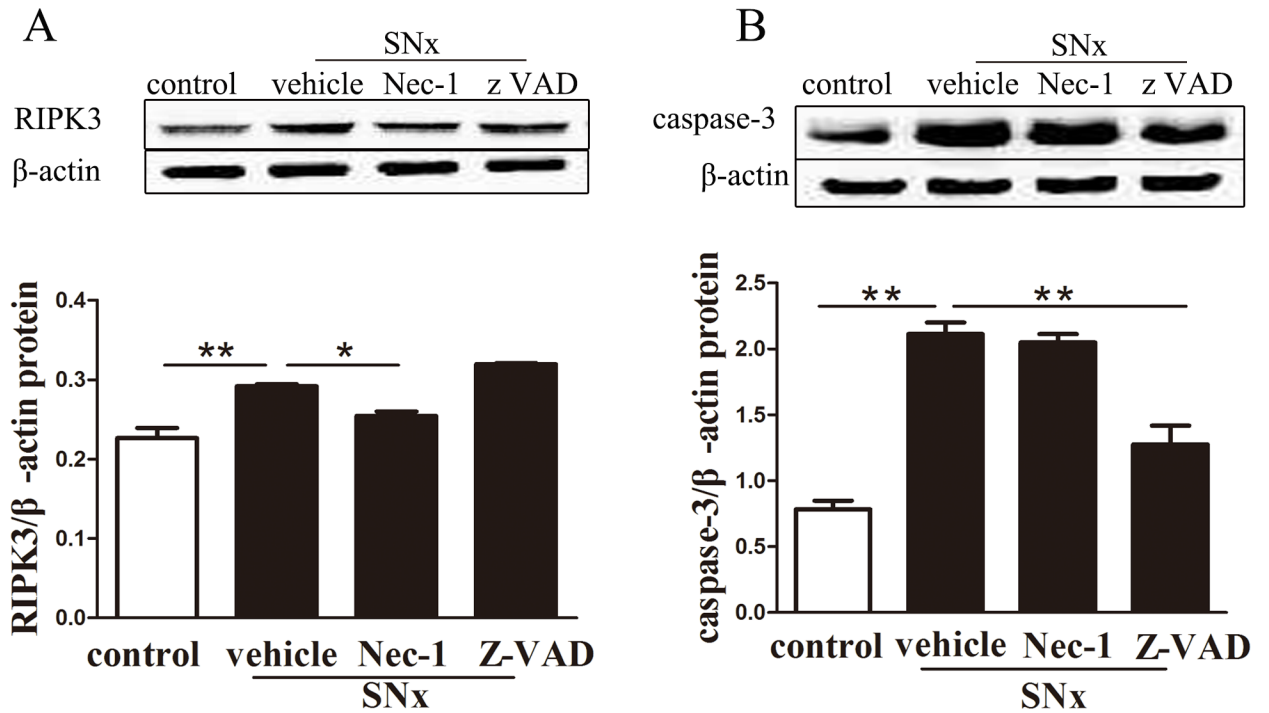 A
SNx
control vehicle Nec-1 z VAD
RIPK3
β-actin
RIPK3/β -actin protein
0.4
0.3
0.2
0.1
0.0
** *
control vehicle Nec-1 Z-VAD
SNx
B
SNx
control vehicle Nec-1 z VAD
caspase-3
β-actin
caspase-3/β -actin protein
2.5
2.0
1.5
1.0
0.5
0.0
** **
control vehicle Nec-1 Z-VAD
SNx